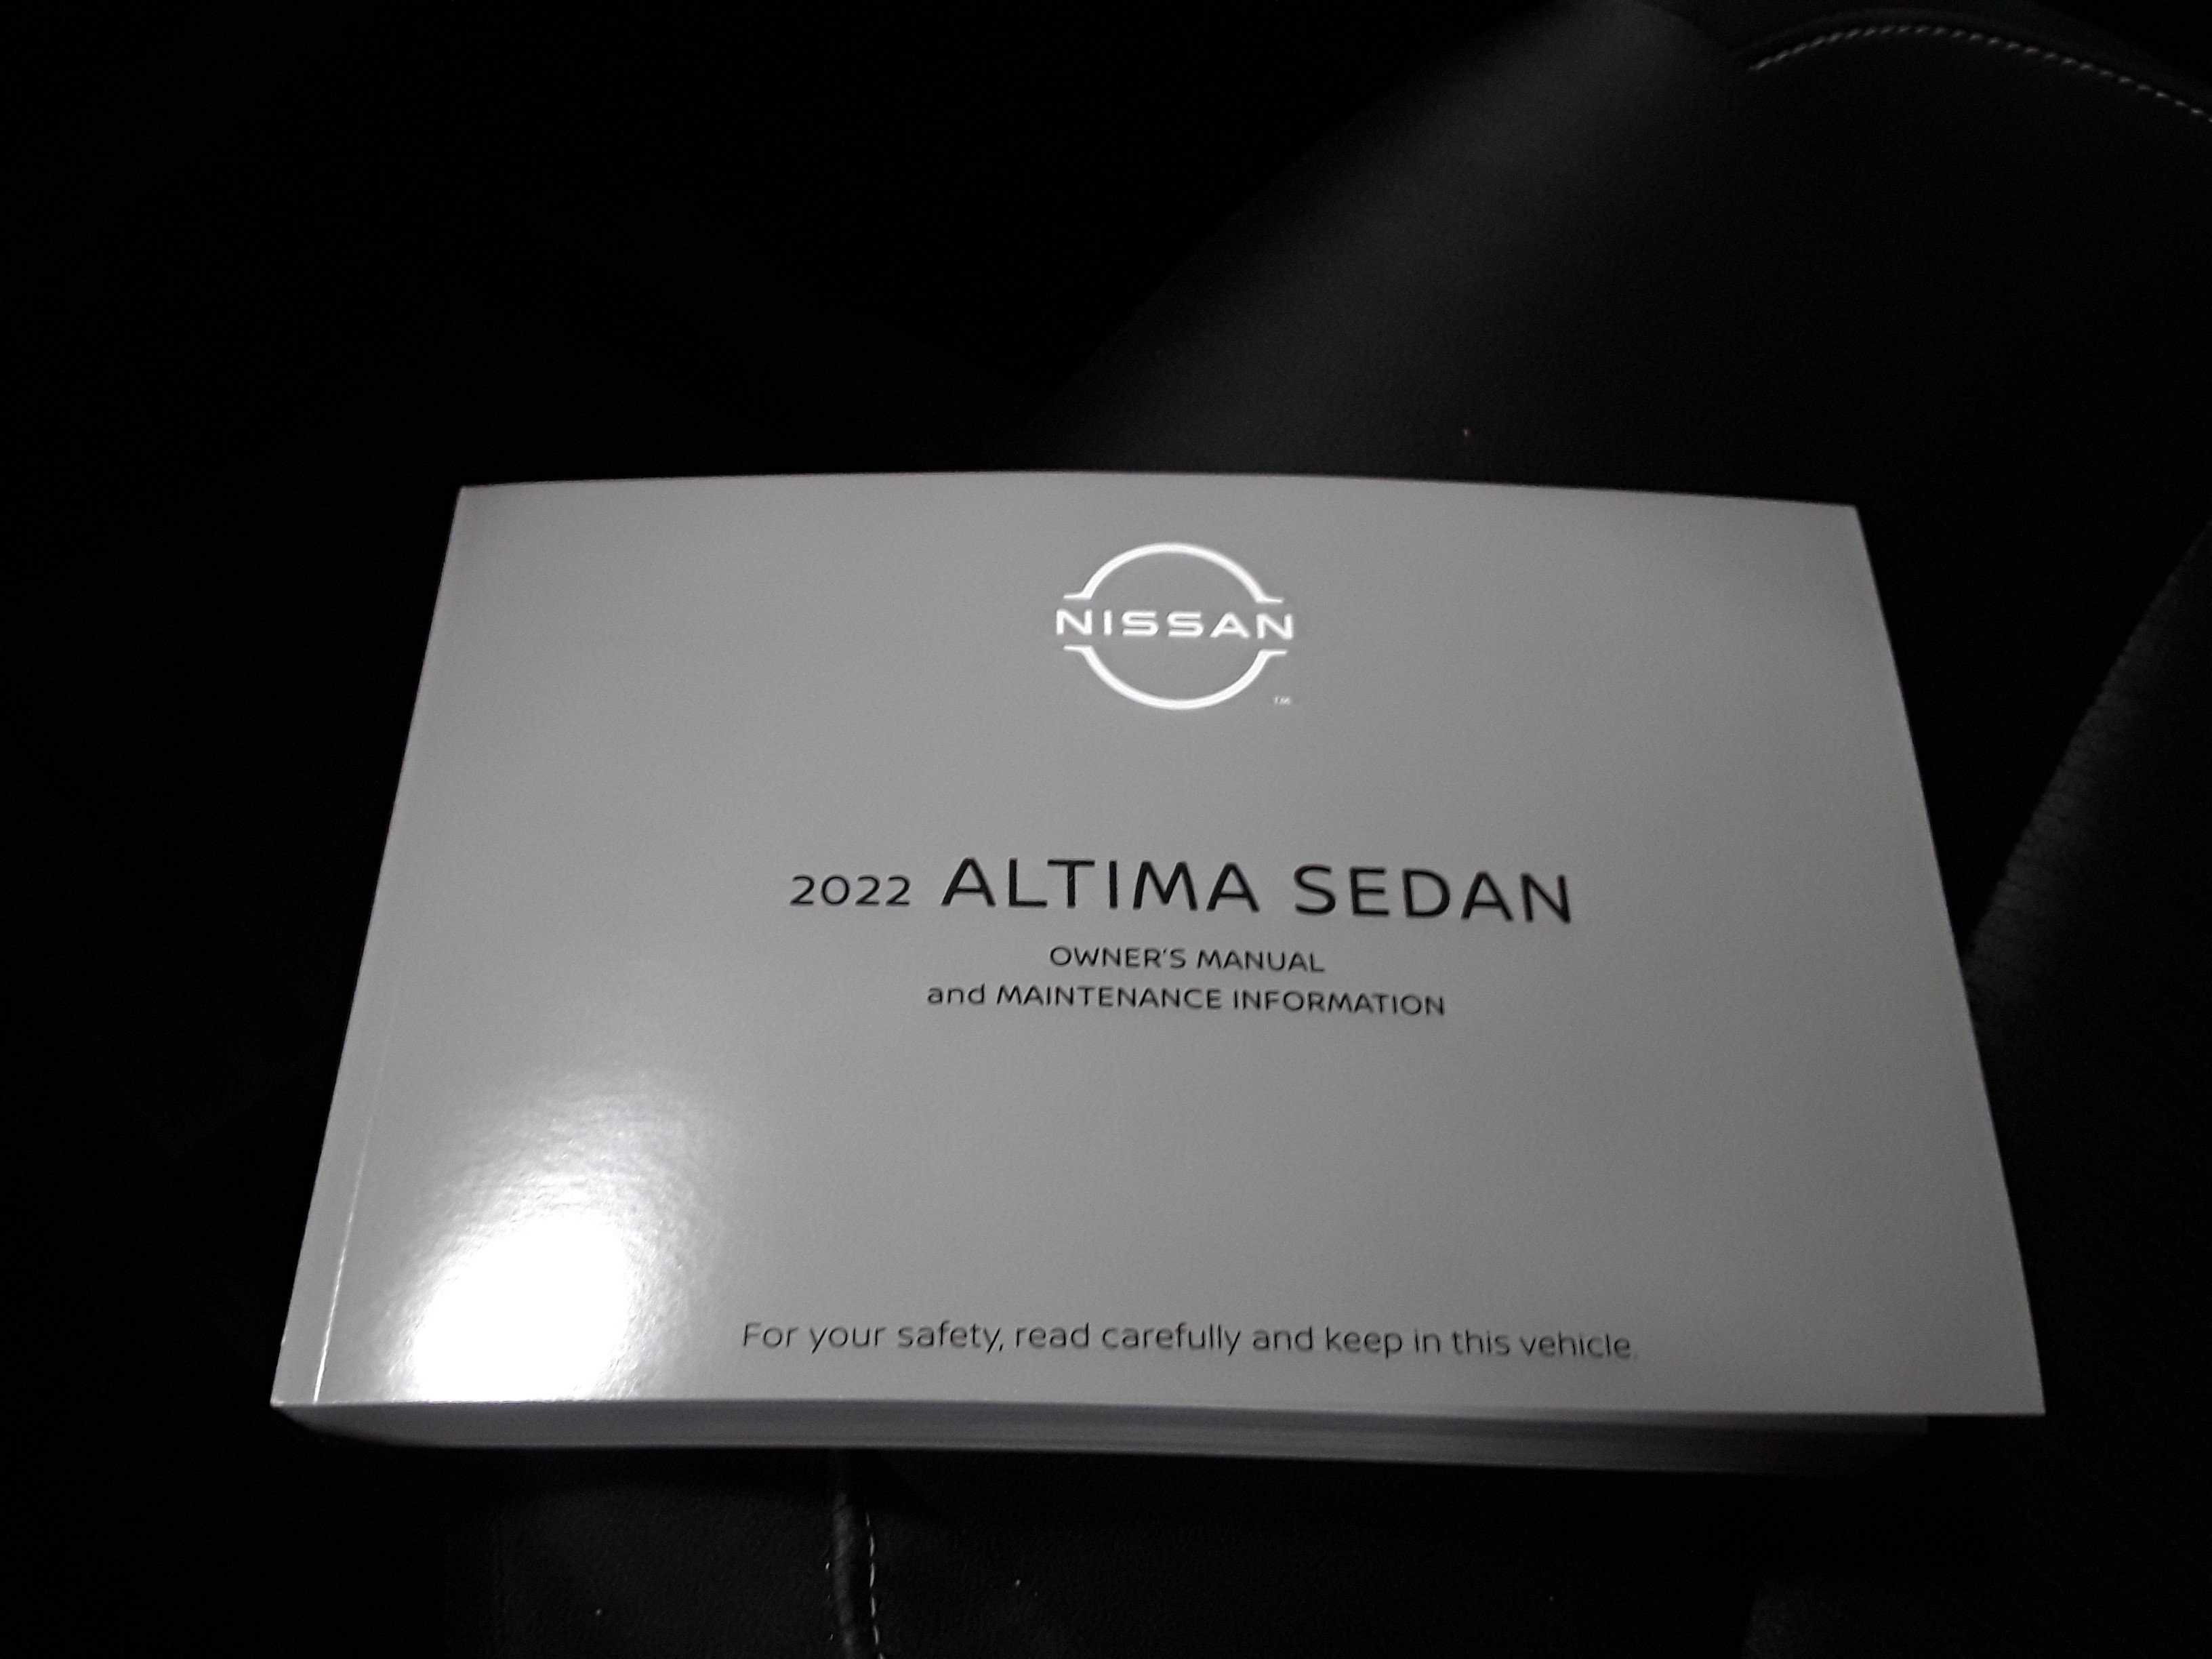 NISSAN
TM
2022 ALTIMA SEDAN
OWNER'S MANUAL
and MAINTENANCE INFORMATION
For your safety, read carefully and keep in this vehicle.